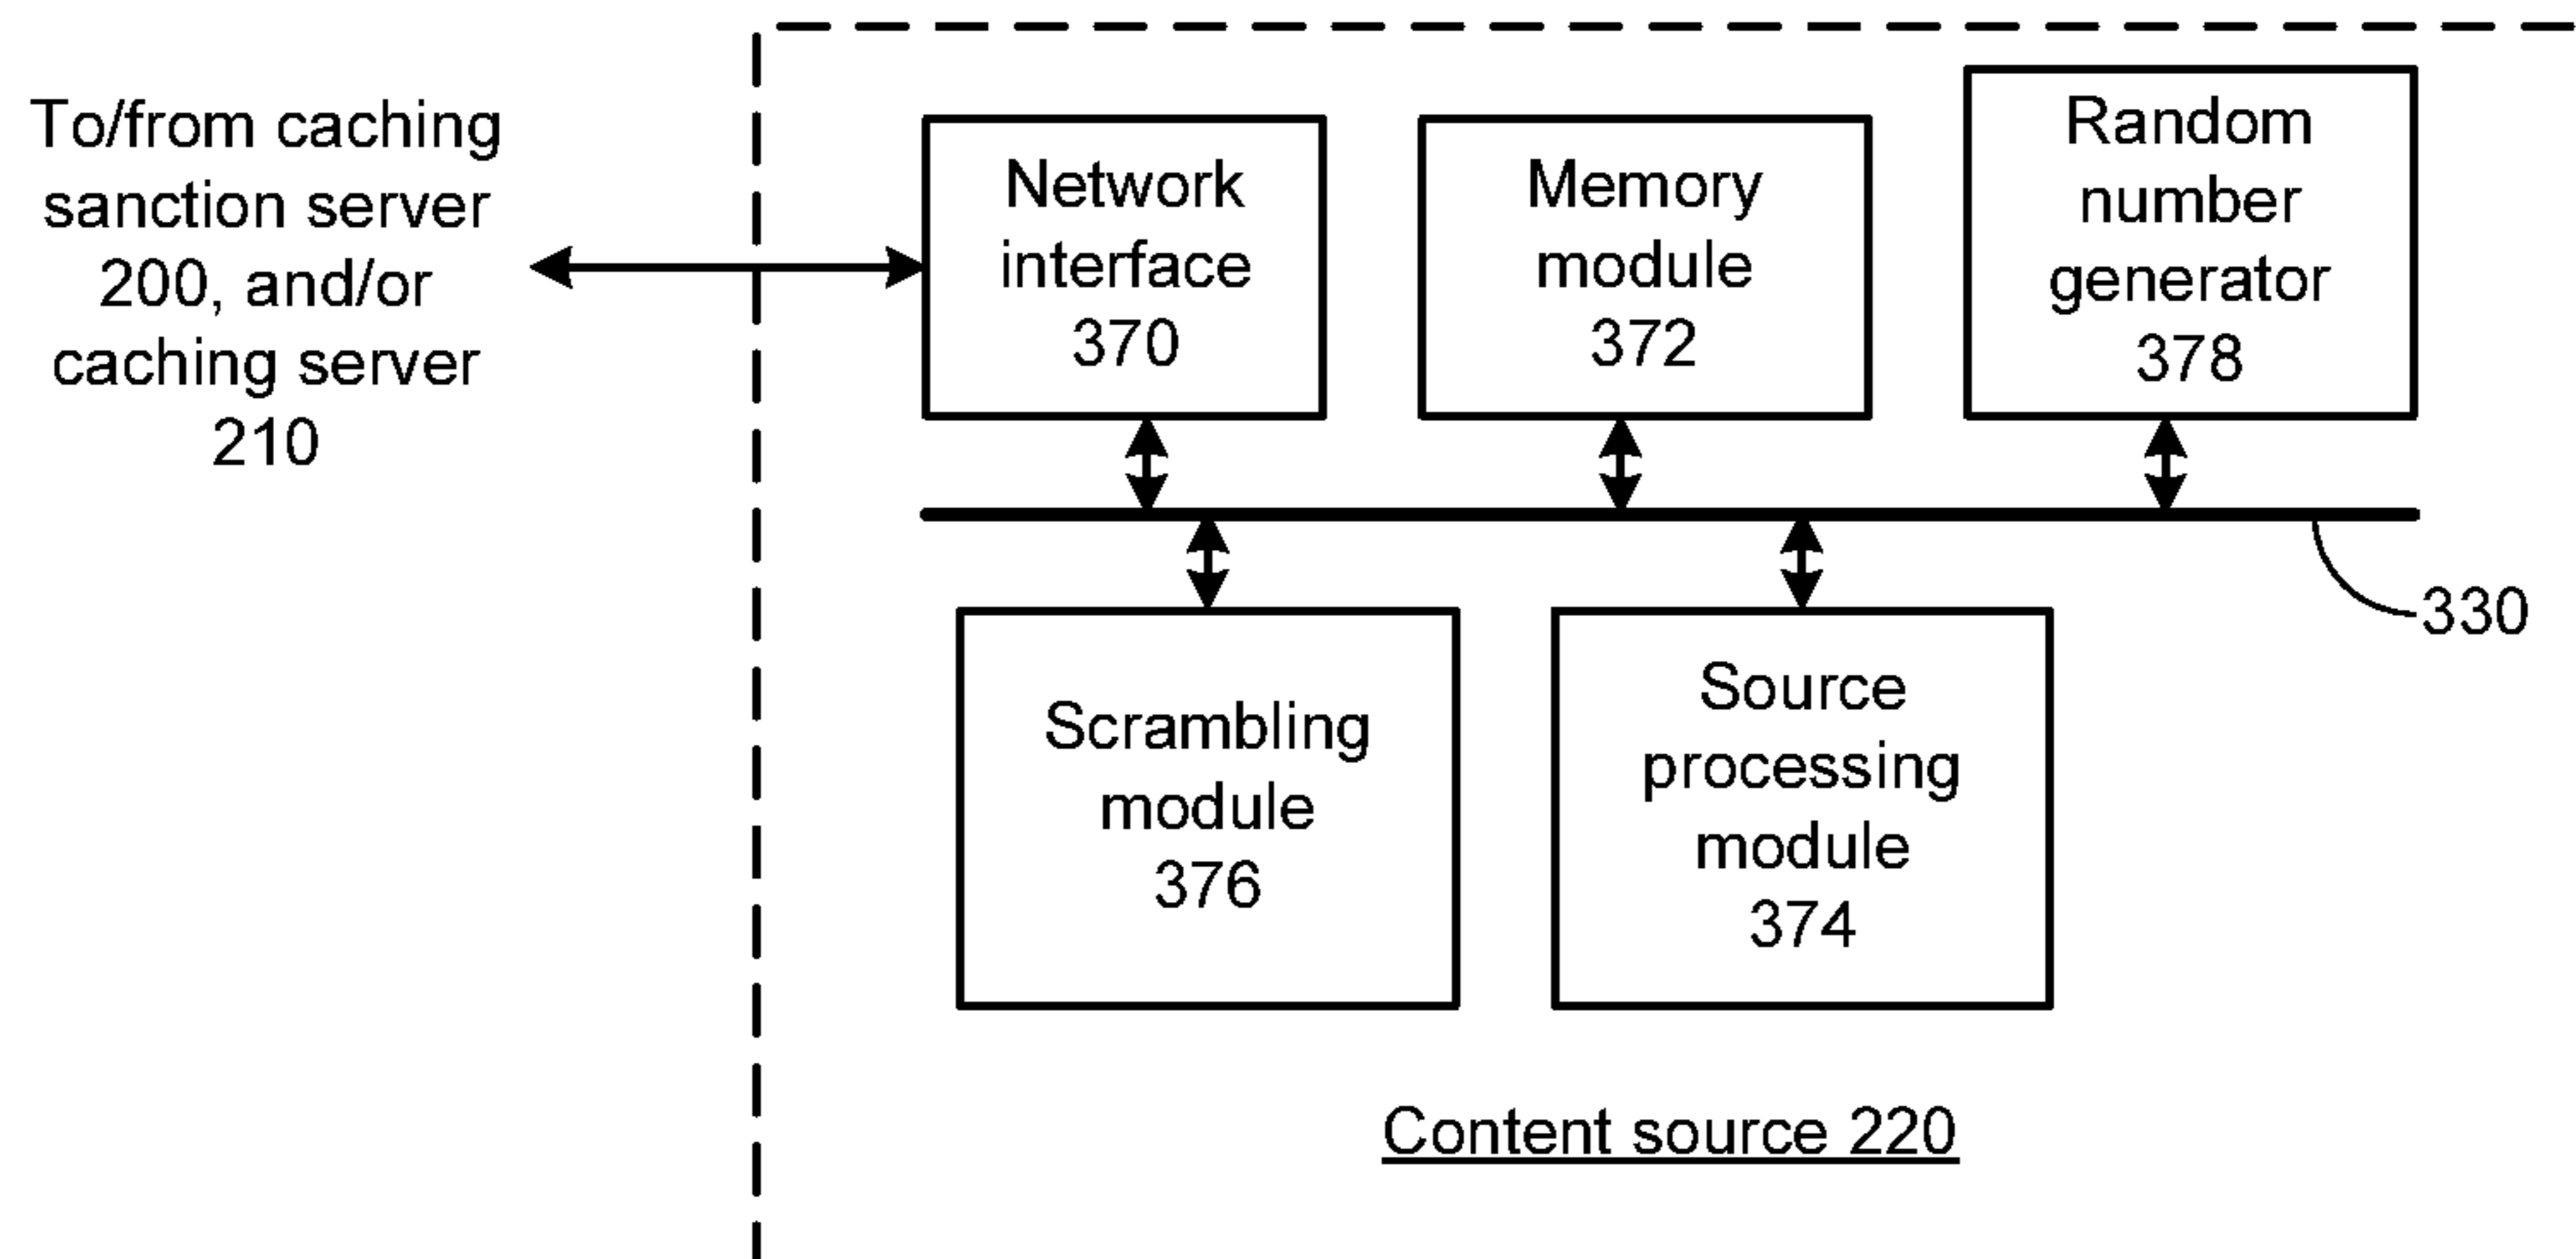 To/from caching
sanction server
200, and/or
caching server
210
Network
interface
370
Memory
module
372
Random
number
generator
378
330
Scrambling
module
376
Source
processing
module
374
Content source 220